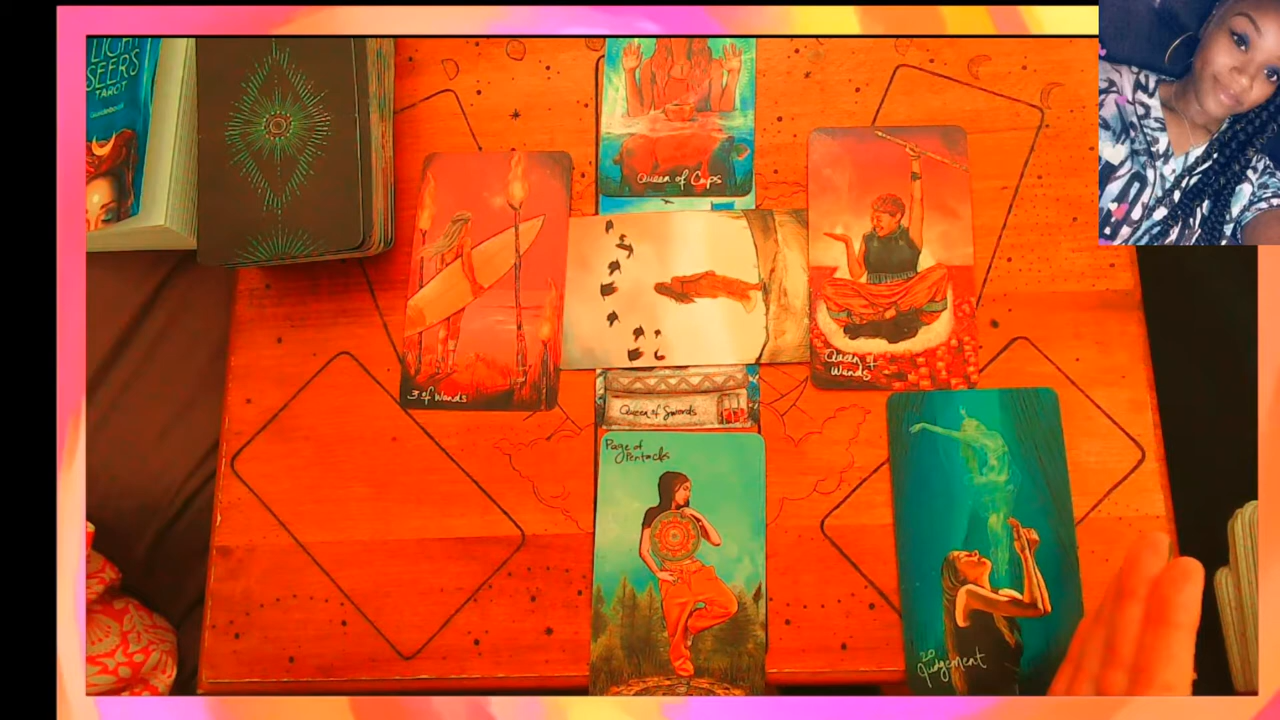 LIGHT
SEERS
TAROT
Guidebook
Queen of Cups
3 of Wands
Queen of
Wands
Queen of Swords
Page of
Pentacles
20
Judgement